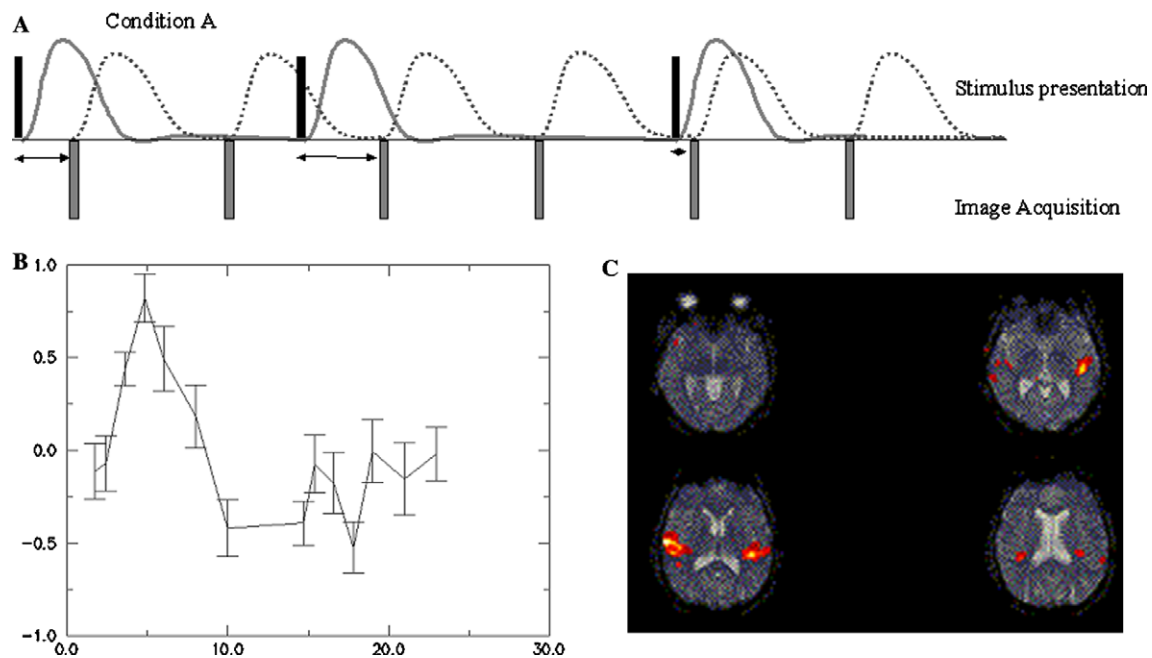 A
Condition A
Stimulus presentation
Image Acquisition
B
C
1.0
0.5
0.0
-0.5
-1.0
0.0 10.0 20.0 30.0